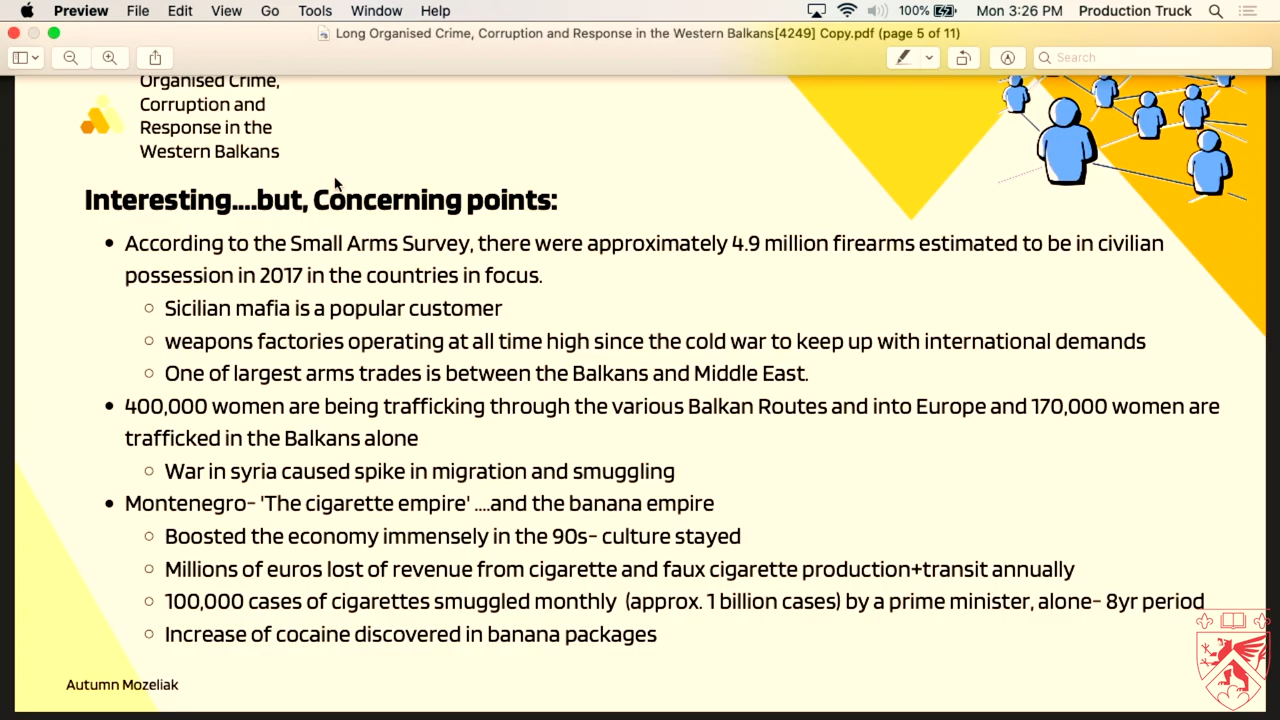 Preview File Edit View Go Tools Window Help 100% Mon 3:26 PM Production Truck
Long Organised Crime, Corruption and Response in the Western Balkans[4249] Copy.pdf (page 5 of 11)
Search
Organised Crime,
Corruption and
Response in the
Western Balkans
Interesting....but, Concerning points:
• According to the Small Arms Survey, there were approximately 4.9 million firearms estimated to be in civilian
possession in 2017 in the countries in focus.
○ Sicilian mafia is a popular customer
○ weapons factories operating at all time high since the cold war to keep up with international demands
○ One of largest arms trades is between the Balkans and Middle East.
• 400,000 women are being trafficking through the various Balkan Routes and into Europe and 170,000 women are
trafficked in the Balkans alone
○ War in syria caused spike in migration and smuggling
• Montenegro- 'The cigarette empire' ....and the banana empire
○ Boosted the economy immensely in the 90s- culture stayed
○ Millions of euros lost of revenue from cigarette and faux cigarette production+transit annually
○ 100,000 cases of cigarettes smuggled monthly (approx. 1 billion cases) by a prime minister, alone- 8yr period
○ Increase of cocaine discovered in banana packages
Autumn Mozeliak